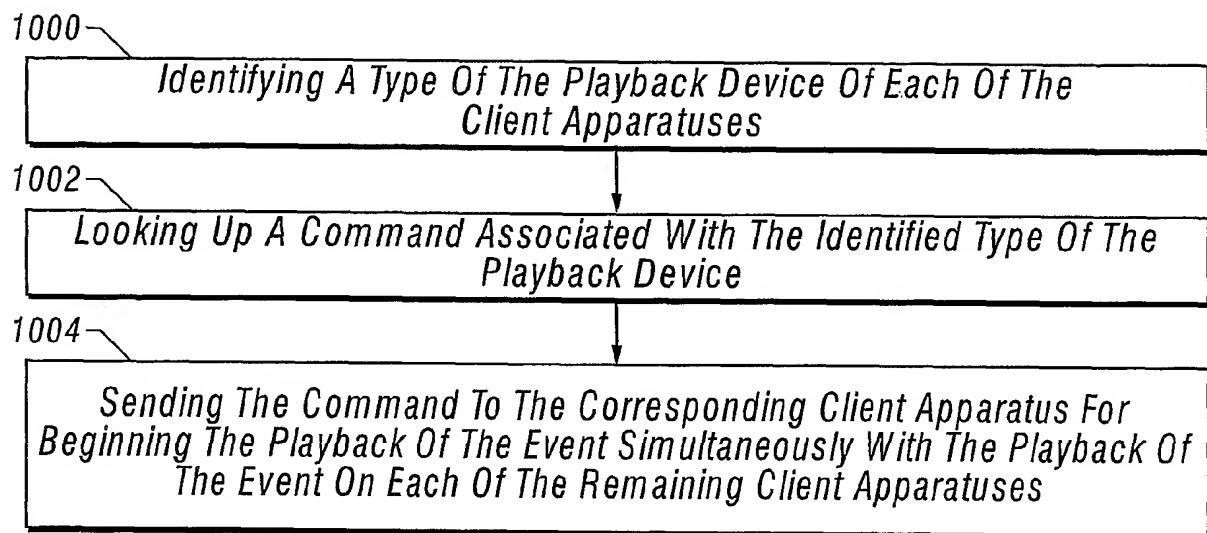 1000
Identifying A Type Of The Playback Device Of Each Of The
Client Apparatuses
1002
Looking Up A Command Associated With The Identified Type Of The
Playback Device
1004
Sending The Command To The Corresponding Client Apparatus For
Beginning The Playback Of The Event Simultaneously With The Playback Of
The Event On Each Of The Remaining Client Apparatuses